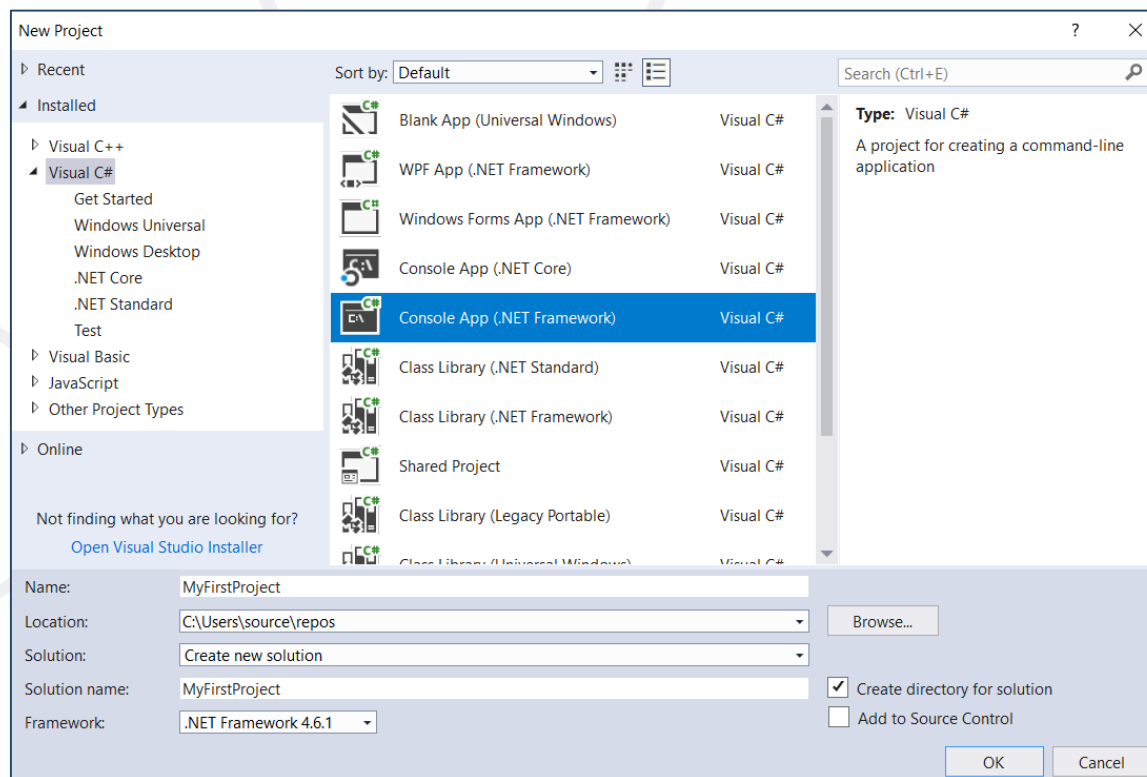 New Project
?
Recent
Installed
Visual C++
Visual C#
Get Started
Windows Universal
Windows Desktop
.NET Core
.NET Standard
Test
Visual Basic
JavaScript
Other Project Types
Online
Not finding what you are looking for?
Open Visual Studio Installer
Sort by: Default
Search (Ctrl+E)
C# Blank App (Universal Windows) Visual C#
C# WPF App (.NET Framework) Visual C#
C# Windows Forms App (.NET Framework) Visual C#
C:\ Console App (.NET Core) Visual C#
C# C:\ Console App (.NET Framework) Visual C#
C# Class Library (.NET Standard) Visual C#
C# Class Library (.NET Framework) Visual C#
C# Shared Project Visual C#
C# Class Library (Legacy Portable) Visual C#
C# Class Library (Universal Windows) Visual C#
Type: Visual C#
A project for creating a command-line
application
Name: MyFirstProject
Location: C:\Users\source\repos
Browse...
Solution: Create new solution
Solution name: MyFirstProject
Create directory for solution
Framework: .NET Framework 4.6.1
Add to Source Control
OK
Cancel